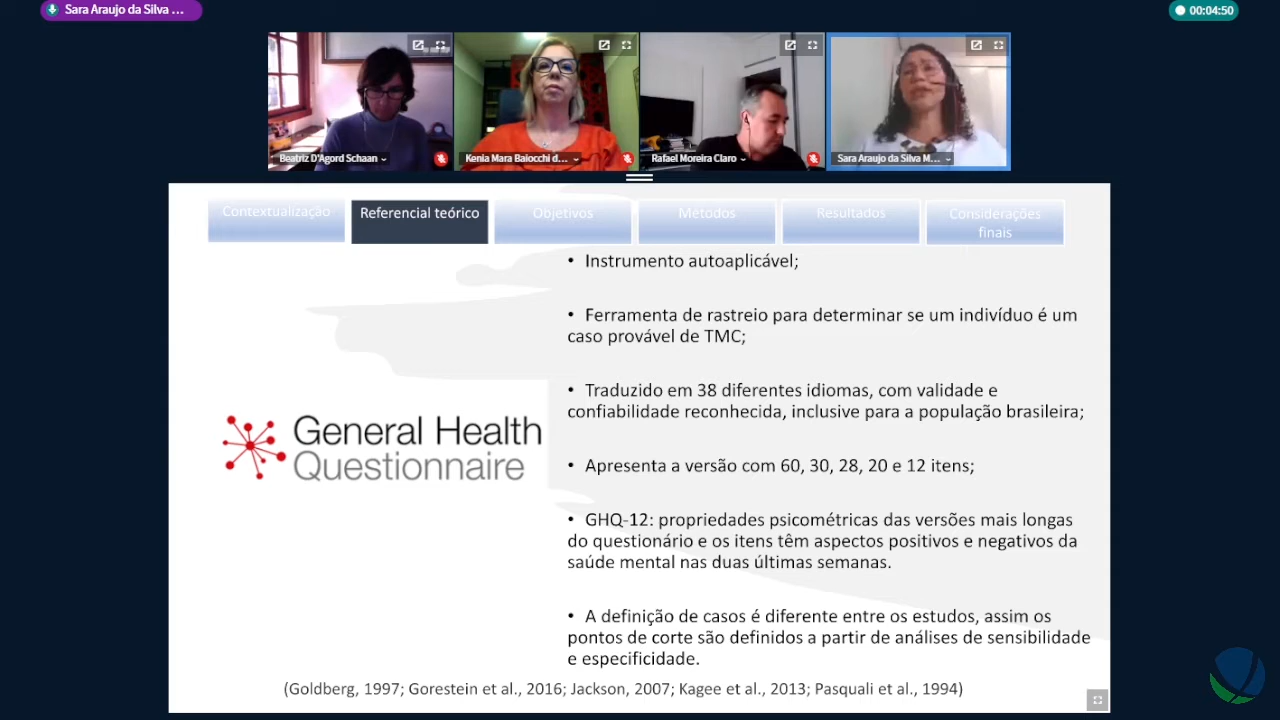 Sara Araujo da Silva ...
00:04:50
Beatriz D'Agord Schaan
Kenia Mara Baiocchi d...
Rafael Moreira Claro
Sara Araujo da Silva M...
Contextualização
Referencial teórico
Objetivos
Métodos
Resultados
Considerações
finais
• Instrumento autoaplicável;
• Ferramenta de rastreio para determinar se um indivíduo é um
caso provável de TMC;
• Traduzido em 38 diferentes idiomas, com validade e
confiabilidade reconhecida, inclusive para a população brasileira;
General Health
Questionnaire
• Apresenta a versão com 60, 30, 28, 20 e 12 itens;
• GHQ-12: propriedades psicométricas das versões mais longas
do questionário e os itens têm aspectos positivos e negativos da
saúde mental nas duas últimas semanas.
• A definição de casos é diferente entre os estudos, assim os
pontos de corte são definidos a partir de análises de sensibilidade
e especificidade.
(Goldberg, 1997; Gorestein et al., 2016; Jackson, 2007; Kagee et al., 2013; Pasquali et al., 1994)